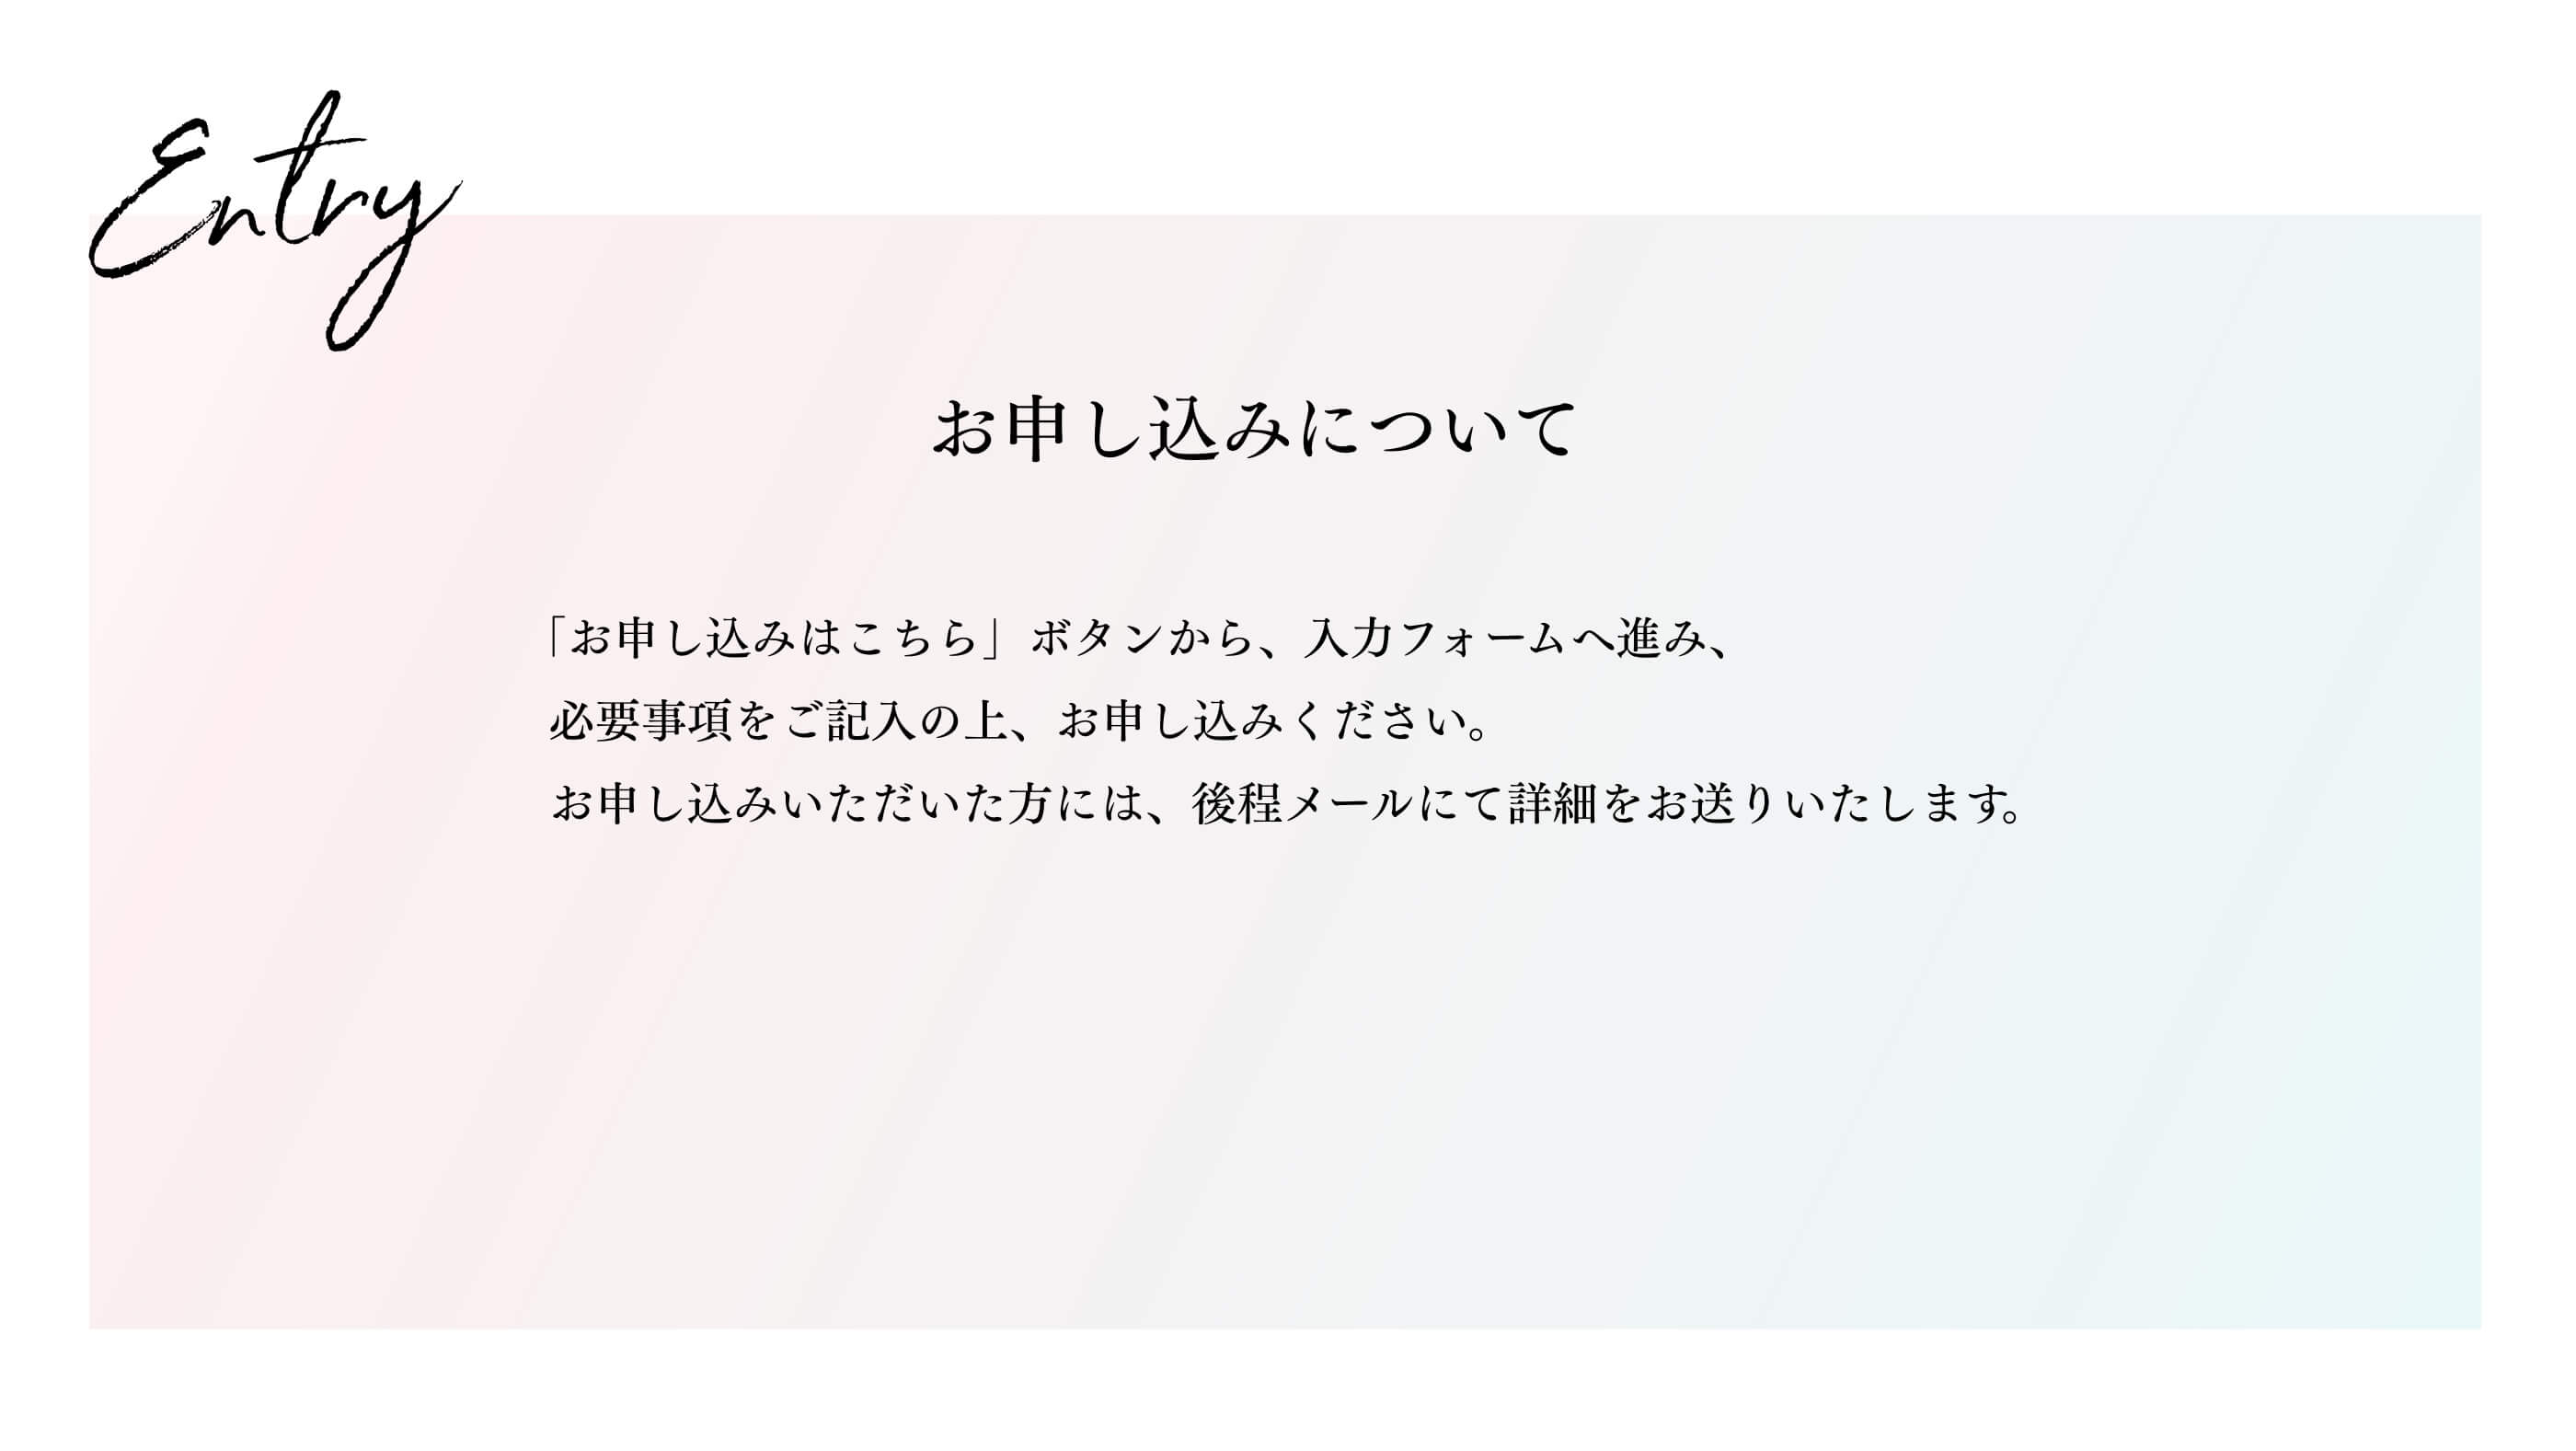 Entry
お申し込みについて
「お申し込みはこちら」ボタンから、入力フォームへ進み、
必要事項をご記入の上、お申し込みください。
お申し込みいただいた方には、後程メールにて詳細をお送りいたします。